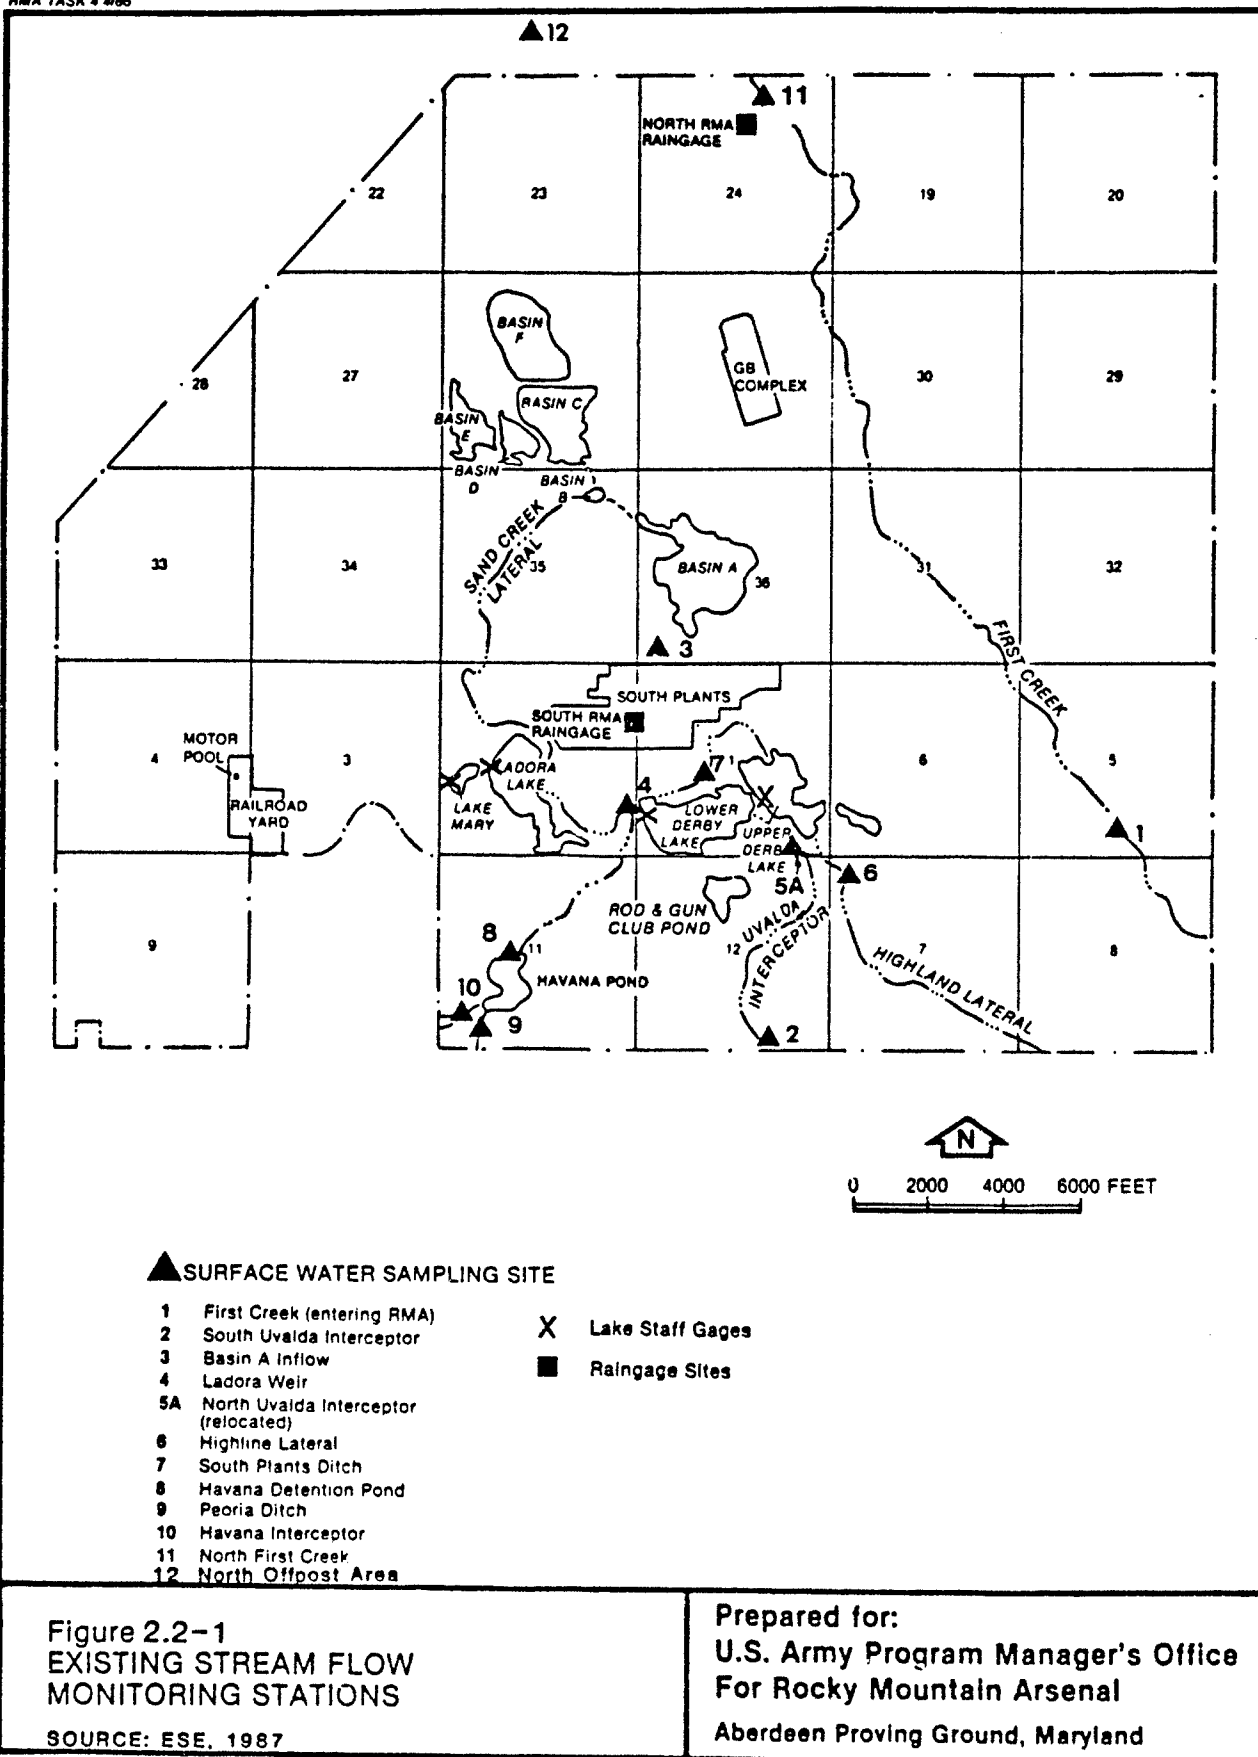 RMA TASK 4 4/86
12
11
NORTH RMA
RAINGAGE
22
23
24
19
20
BASIN
F
GB
COMPLEX
28
27
30
29
BASIN C
BASIN
E
BASIN
D
BASIN
B
SAND CREEK
LATERAL
33
34
35
BASIN A
36
31
32
3
FIRST CREEK
SOUTH PLANTS
SOUTH RMA
RAINGAGE
MOTOR
POOL
4
3
6
5
LADORA
LAKE
7
1
4
LAKE
MARY
RAILROAD
YARD
LOWER
DERBY
LAKE
UPPER
DERBY
LAKE
1
5A
6
ROD & GUN
CLUB POND
UVALDA
INTERCEPTOR
9
8
11
12
7
8
HIGHLAND LATERAL
HAVANA POND
10
9
2
N
0 2000 4000 6000 FEET
SURFACE WATER SAMPLING SITE
1 First Creek (entering RMA)
2 South Uvalda Interceptor
3 Basin A Inflow
4 Ladora Weir
5A North Uvalda Interceptor
(relocated)
6 Highline Lateral
7 South Plants Ditch
8 Havana Detention Pond
9 Peoria Ditch
10 Havana Interceptor
11 North First Creek
12 North Offpost Area
X Lake Staff Gages
Raingage Sites
Figure 2.2-1
EXISTING STREAM FLOW
MONITORING STATIONS
SOURCE: ESE, 1987
Prepared for:
U.S. Army Program Manager's Office
For Rocky Mountain Arsenal
Aberdeen Proving Ground, Maryland